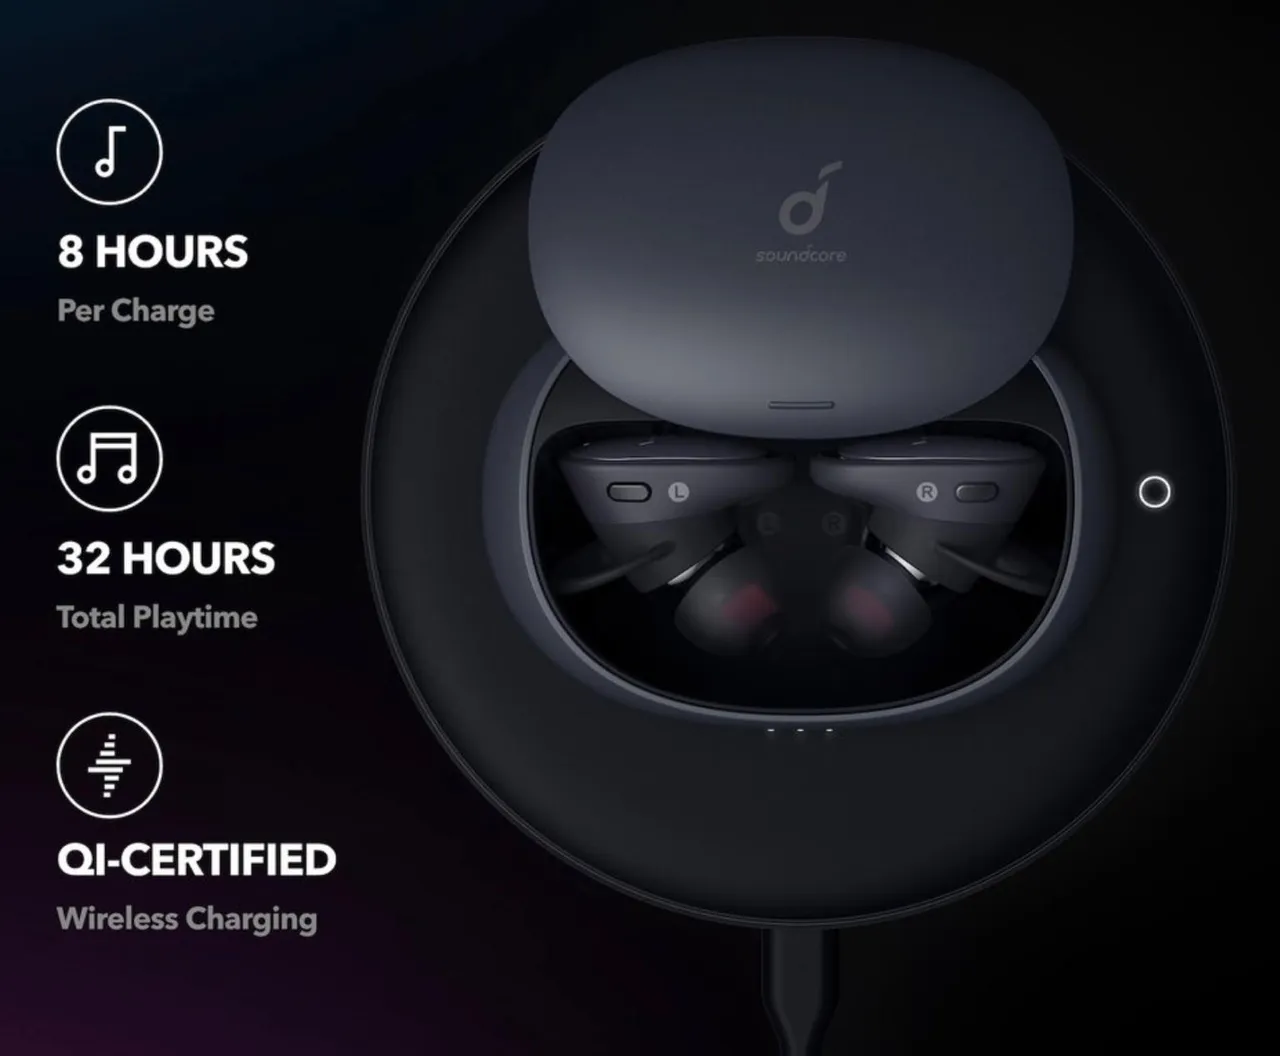 8 HOURS
Per Charge
32 HOURS
Total Playtime
QI-CERTIFIED
Wireless Charging
soundcore
L
R
L
R